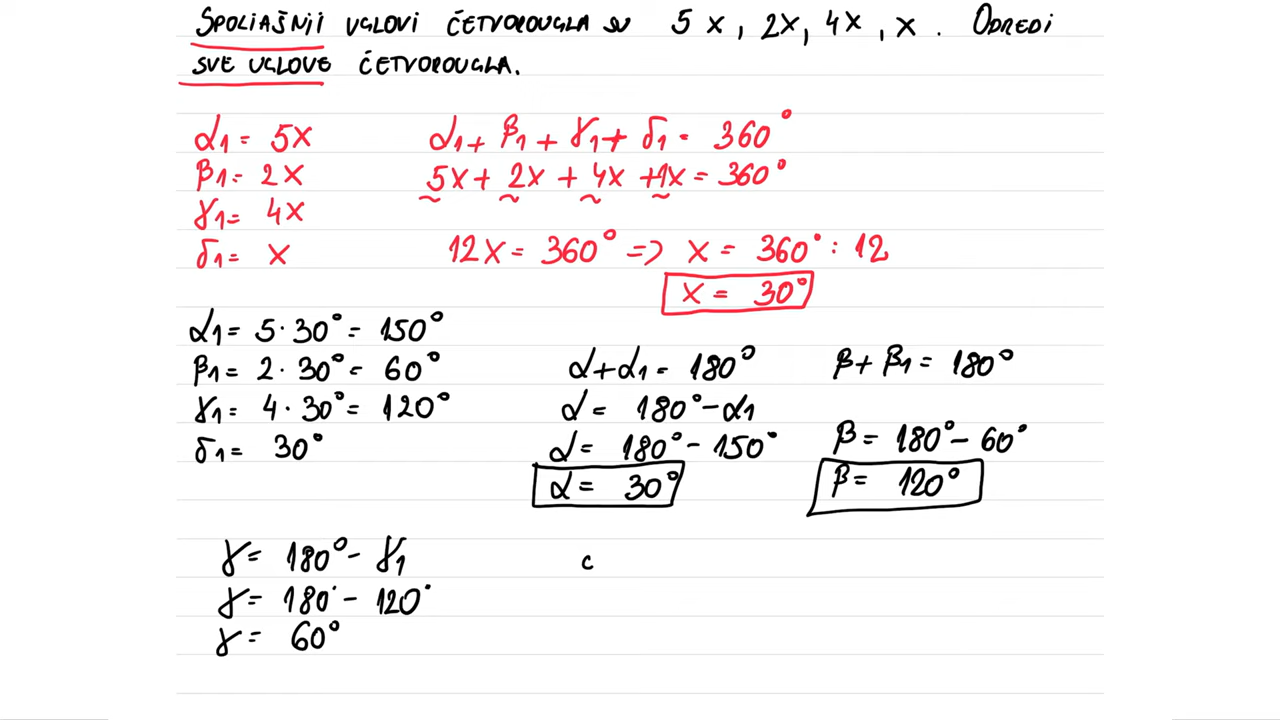 SPOLJAŠNJI UGLOVI ČETVOROUGLA SU 5x, 2x, 4x, x. ODREDI
SVE UGLOVE ČETVOROUGLA.
α1 = 5x
β1 = 2x
γ1 = 4x
δ1 = x
α1 + β1 + γ1 + δ1 = 360°
5x + 2x + 4x + 1x = 360°
12x = 360° => x = 360° : 12
x = 30°
α1 = 5 · 30° = 150°
β1 = 2 · 30° = 60°
γ1 = 4 · 30° = 120°
δ1 = 30°
α + α1 = 180°
α = 180° - α1
α = 180° - 150°
α = 30°
β + β1 = 180°
β = 180° - 60°
β = 120°
γ = 180° - γ1
γ = 180° - 120°
γ = 60°